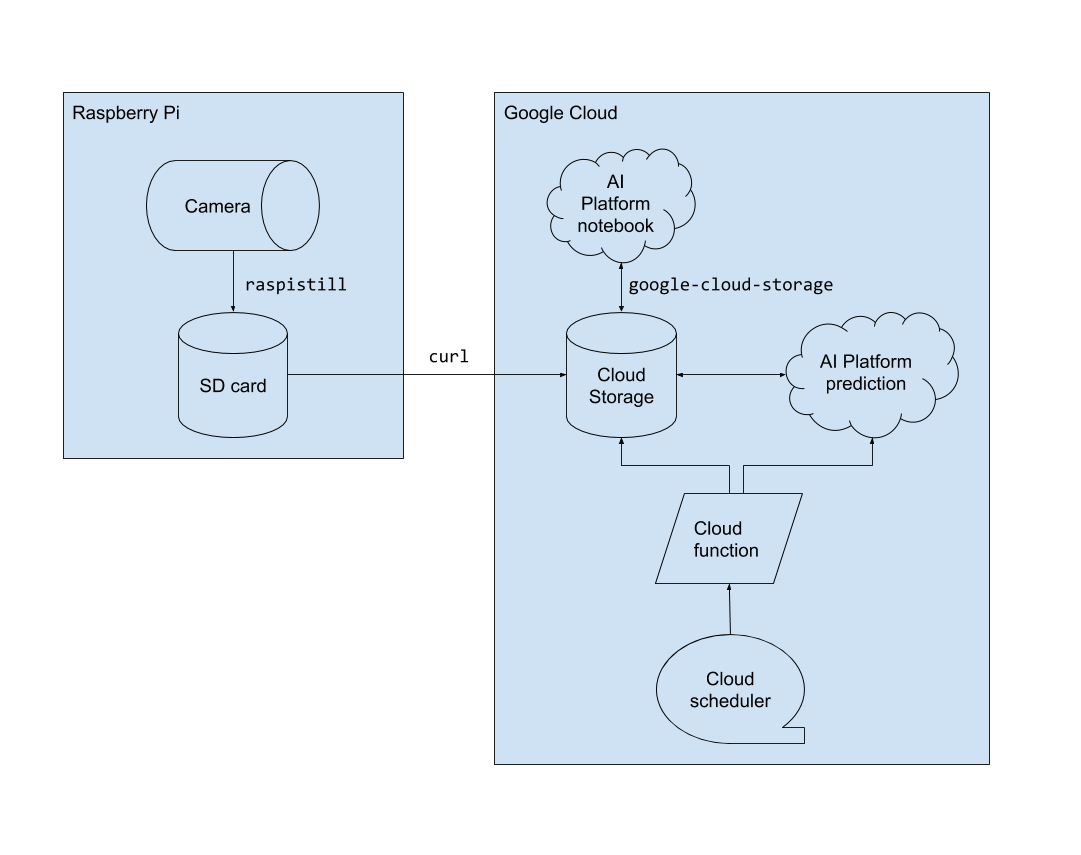 Raspberry Pi
Camera
raspistill
SD card
curl
Google Cloud
AI
Platform
notebook
google-cloud-storage
Cloud
Storage
AI Platform
prediction
Cloud
function
Cloud
scheduler